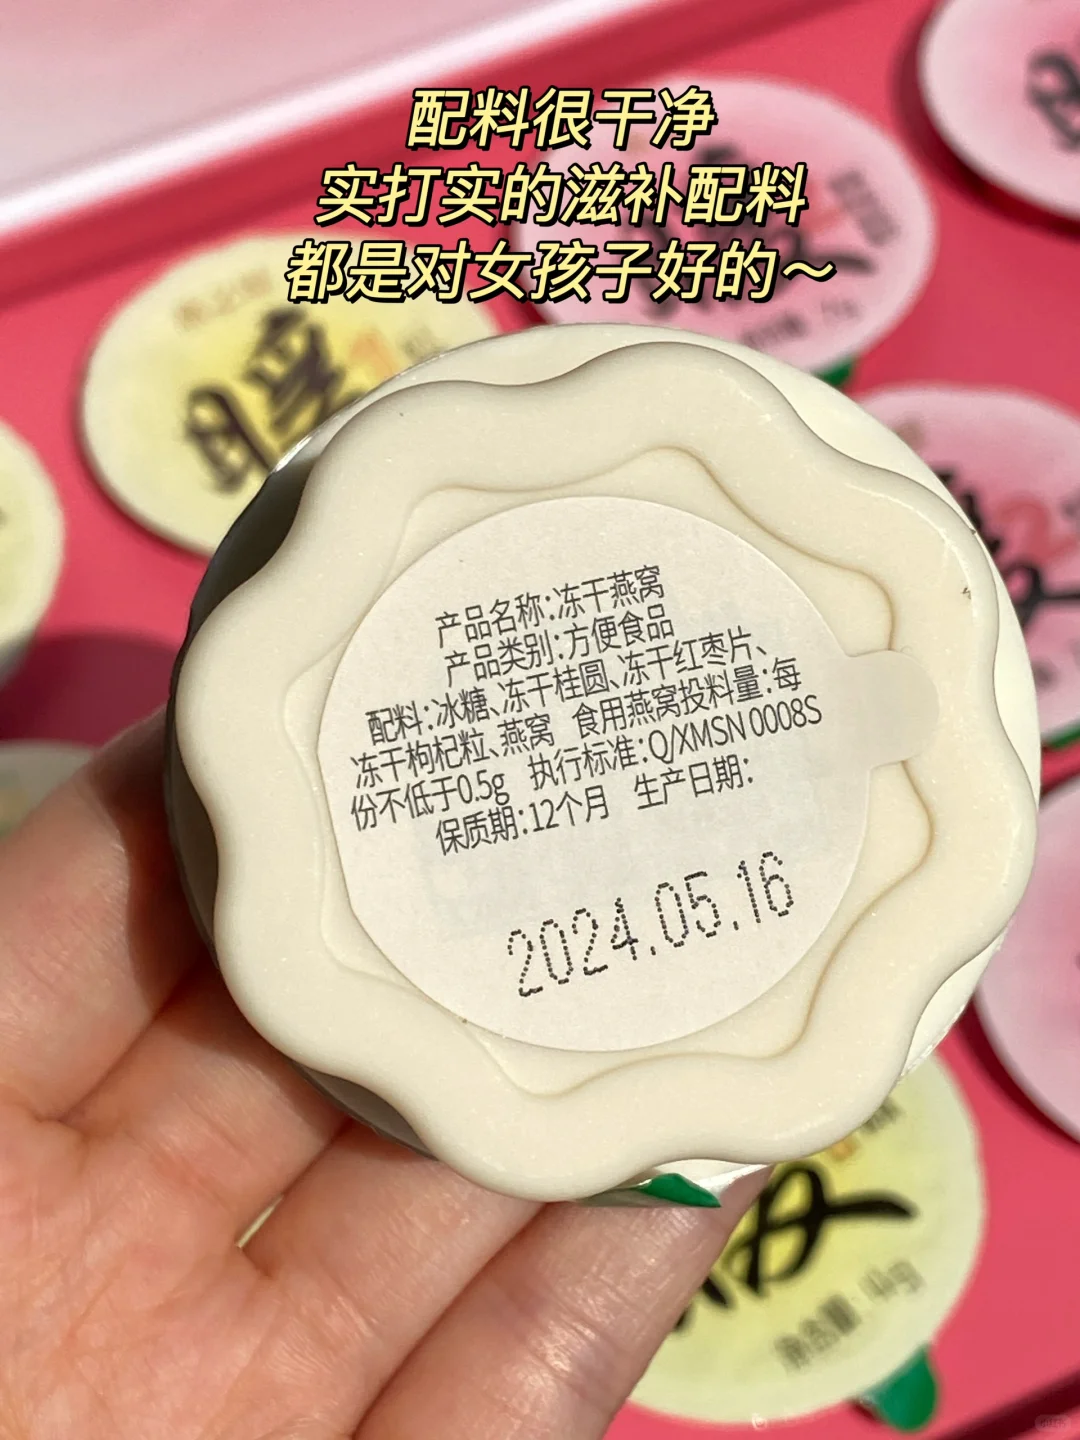 配料很干净
实打实的滋补配料
都是对女孩子好的～
产品名称：冻干燕窝
产品类别：方便食品
配料：冰糖、冻干桂圆、冻干红枣片、
冻干枸杞粒、燕窝 食用燕窝投料量：每
份不低于0.5g 执行标准：Q/XMSN 0008S
保质期：12个月 生产日期：
2024.05.16